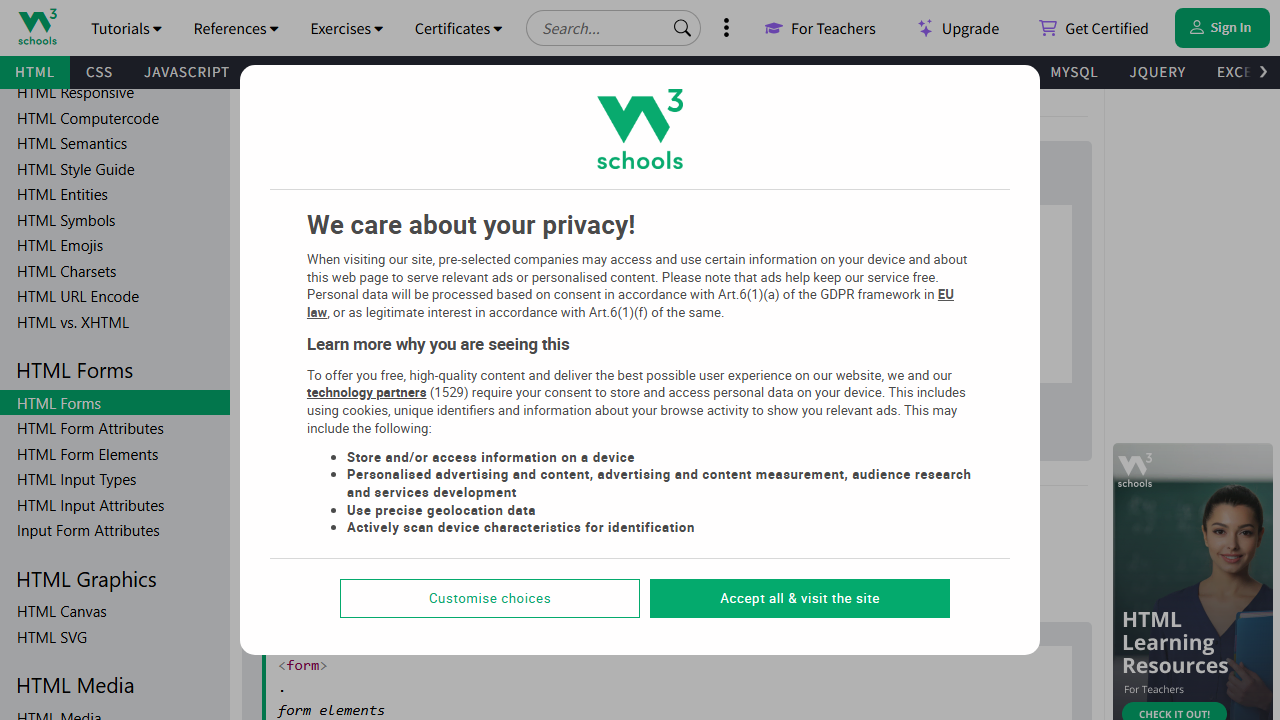 3
schools
Tutorials
References
Exercises
Certificates
Search...
For Teachers
Upgrade
Get Certified
Sign In
HTML
CSS
JAVASCRIPT
MYSQL
JQUERY
HTML Responsive
HTML Computercode
HTML Semantics
HTML Style Guide
HTML Entities
HTML Symbols
HTML Emojis
HTML Charsets
HTML URL Encode
HTML vs. XHTML
HTML Forms
HTML Forms
HTML Form Attributes
HTML Form Elements
HTML Input Types
HTML Input Attributes
Input Form Attributes
HTML Graphics
HTML Canvas
HTML SVG
HTML Media
HTML Media
3
schools
We care about your privacy!
When visiting our site, pre-selected companies may access and use certain information on your device and about
this web page to serve relevant ads or personalised content. Please note that ads help keep our service free.
Personal data will be processed based on consent in accordance with Art.6(1)(a) of the GDPR framework in EU
law, or as legitimate interest in accordance with Art.6(1)(f) of the same.
Learn more why you are seeing this
To offer you free, high-quality content and deliver the best possible user experience on our website, we and our
technology partners (1529) require your consent to store and access personal data on your device. This includes
using cookies, unique identifiers and information about your browse activity to show you relevant ads. This may
include the following:
• Store and/or access information on a device
• Personalised advertising and content, advertising and content measurement, audience research
and services development
• Use precise geolocation data
• Actively scan device characteristics for identification
Customise choices
Accept all & visit the site
<form>
.
form elements
3
schools
HTML
Learning
Resources
For Teachers
CHECK IT OUT!